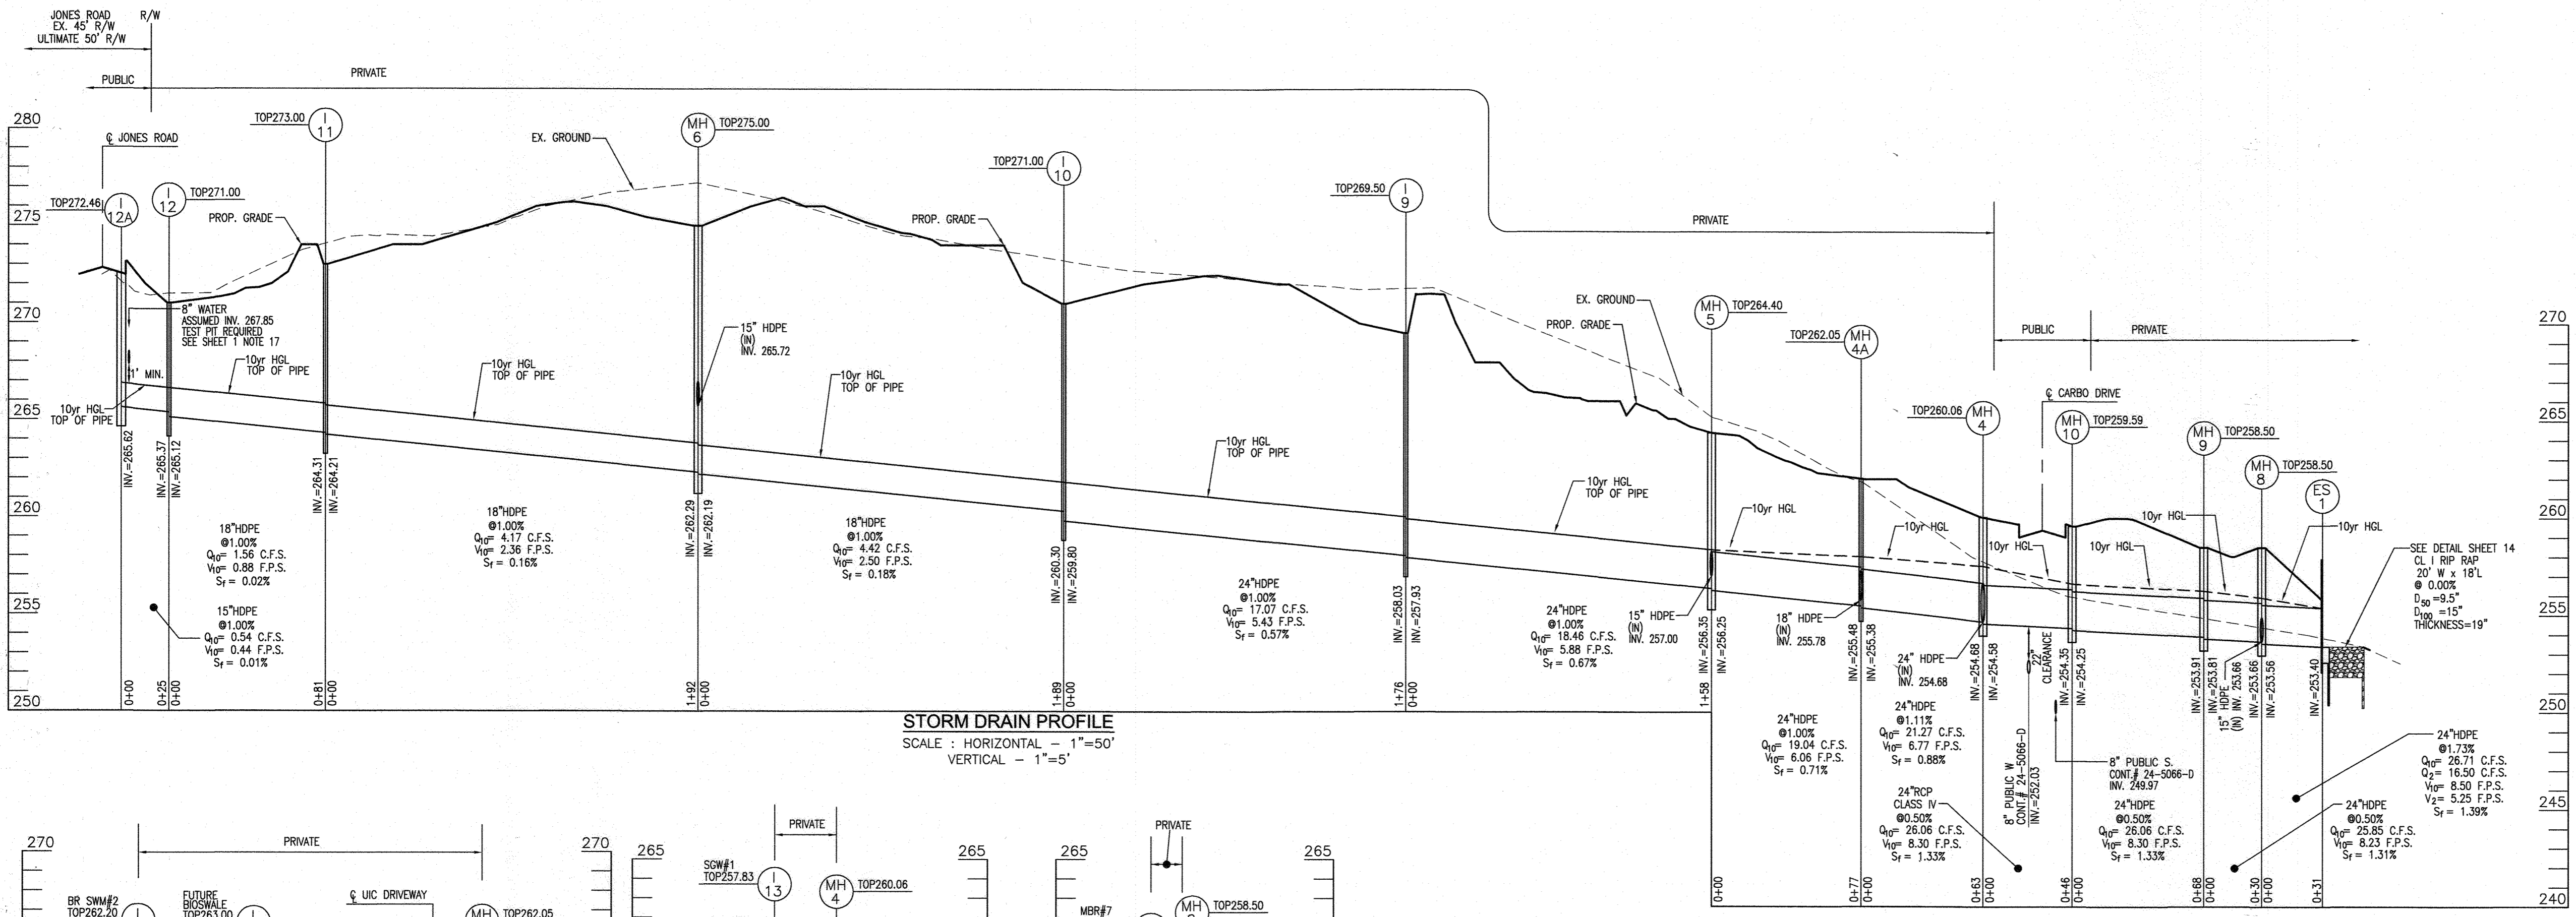 JONES ROAD
EX. 45' R/W
ULTIMATE 50' R/W
R/W
PUBLIC
PRIVATE
280
275
270
265
260
255
250
℄ JONES ROAD
TOP272.46
I
12A
I
12
TOP271.00
PROP. GRADE
8" WATER
ASSUMED INV. 267.85
TEST PIT REQUIRED
SEE SHEET 1 NOTE 17
1' MIN.
10yr HGL
TOP OF PIPE
10yr HGL
TOP OF PIPE
INV.=265.62
INV.=265.37
INV.=265.12
18"HDPE
@1.00%
Q10= 1.56 C.F.S.
V10= 0.88 F.P.S.
Sf = 0.02%
15"HDPE
@1.00%
Q10= 0.54 C.F.S.
V10= 0.44 F.P.S.
Sf = 0.01%
0+00
0+25
0+00
TOP273.00
I
11
INV.=264.31
INV.=264.21
0+81
0+00
10yr HGL
TOP OF PIPE
18"HDPE
@1.00%
Q10= 4.17 C.F.S.
V10= 2.36 F.P.S.
Sf = 0.16%
EX. GROUND
MH
6
TOP275.00
15" HDPE
(IN)
INV. 265.72
INV.=262.29
INV.=262.19
1+92
0+00
10yr HGL
TOP OF PIPE
18"HDPE
@1.00%
Q10= 4.42 C.F.S.
V10= 2.50 F.P.S.
Sf = 0.18%
PROP. GRADE
TOP271.00
I
10
INV.=260.30
INV.=259.80
1+89
0+00
10yr HGL
TOP OF PIPE
24"HDPE
@1.00%
Q10= 17.07 C.F.S.
V10= 5.43 F.P.S.
Sf = 0.57%
TOP269.50
I
9
INV.=258.03
INV.=257.93
1+76
0+00
10yr HGL
TOP OF PIPE
24"HDPE
@1.00%
Q10= 18.46 C.F.S.
V10= 5.88 F.P.S.
Sf = 0.67%
EX. GROUND
PROP. GRADE
MH
5
TOP264.40
15" HDPE
(IN)
INV. 257.00
INV.=256.35
INV.=256.25
1+58
0+00
10yr HGL
24"HDPE
@1.00%
Q10= 19.04 C.F.S.
V10= 6.06 F.P.S.
Sf = 0.71%
TOP262.05
MH
4A
18" HDPE
(IN)
INV. 255.78
INV.=255.48
INV.=255.38
0+77
0+00
10yr HGL
24"HDPE
@1.11%
Q10= 21.27 C.F.S.
V10= 6.77 F.P.S.
Sf = 0.88%
PRIVATE
PUBLIC
PRIVATE
TOP260.06
MH
4
24" HDPE
(IN)
INV. 254.68
INV.=254.68
INV.=254.58
0+63
0+00
24"RCP
CLASS IV
@0.50%
Q10= 26.06 C.F.S.
V10= 8.30 F.P.S.
Sf = 1.33%
℄ CARBO DRIVE
10yr HGL
22"
CLEARANCE
8" PUBLIC W
CONT.# 24-5066-D
INV.=252.03
MH
10
TOP259.59
INV.=254.35
INV.=254.25
0+46
0+00
8" PUBLIC S.
CONT.# 24-5066-D
INV. 249.97
10yr HGL
24"HDPE
@0.50%
Q10= 26.06 C.F.S.
V10= 8.30 F.P.S.
Sf = 1.33%
MH
9
TOP258.50
10yr HGL
INV.=253.91
INV.=253.81
0+68
0+00
15" HDPE
(IN) INV. 253.66
MH
8
TOP258.50
INV.=253.66
INV.=253.56
0+30
0+00
24"HDPE
@0.50%
Q10= 25.85 C.F.S.
V10= 8.23 F.P.S.
Sf = 1.31%
ES
1
10yr HGL
INV.=253.40
0+31
24"HDPE
@1.73%
Q10= 26.71 C.F.S.
Q2 = 16.50 C.F.S.
V10= 8.50 F.P.S.
V2 = 5.25 F.P.S.
Sf = 1.39%
SEE DETAIL SHEET 14
CL I RIP RAP
20' W x 18'L
@ 0.00%
D50 =9.5"
D100 =15"
THICKNESS=19"
270
265
260
255
250
245
240
STORM DRAIN PROFILE
SCALE : HORIZONTAL - 1"=50'
VERTICAL - 1"=5'
270
PRIVATE
BR SWM#2
TOP262.20
I
FUTURE
BIOSWALE
TOP263.00
I
℄ UIC DRIVEWAY
MH
TOP262.05
270
265
PRIVATE
SGW#1
TOP257.83
I
13
MH
4
TOP260.06
265
265
PRIVATE
MBR#7
MH
TOP258.50
265